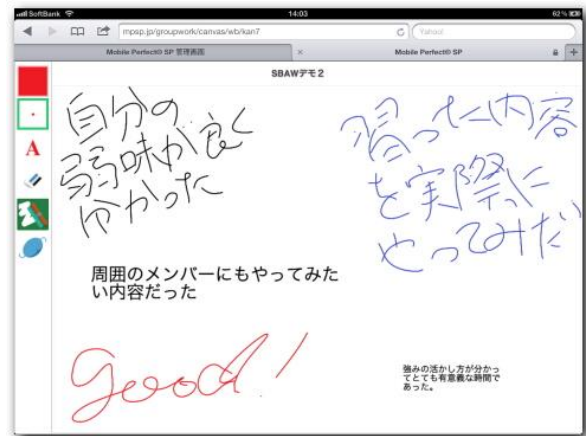 SoftBank 14:03 62%
mpsp.jp/groupwork/canvas/wb/kan7 Yahoo!
Mobile Perfect® SP 管理画面 × Mobile Perfect® SP +
SBAWデモ2
A
自分の
弱味が良く
分かった
習った内容
を実際に
やってみた
周囲のメンバーにもやってみた
い内容だった
Good!
強みの活かし方が分かっ
てとても有意義な時間で
あった。